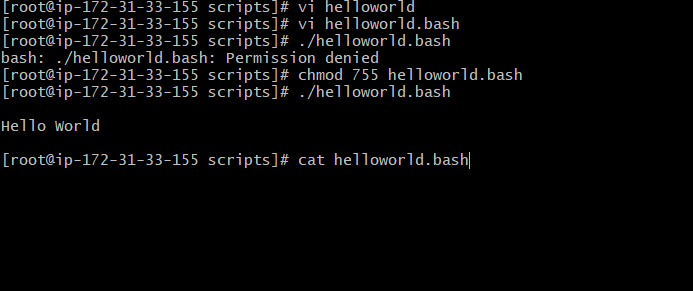 [root@ip-172-31-33-155 scripts]# vi helloworld
[root@ip-172-31-33-155 scripts]# vi helloworld.bash
[root@ip-172-31-33-155 scripts]# ./helloworld.bash
bash: ./helloworld.bash: Permission denied
[root@ip-172-31-33-155 scripts]# chmod 755 helloworld.bash
[root@ip-172-31-33-155 scripts]# ./helloworld.bash
Hello World
[root@ip-172-31-33-155 scripts]# cat helloworld.bash